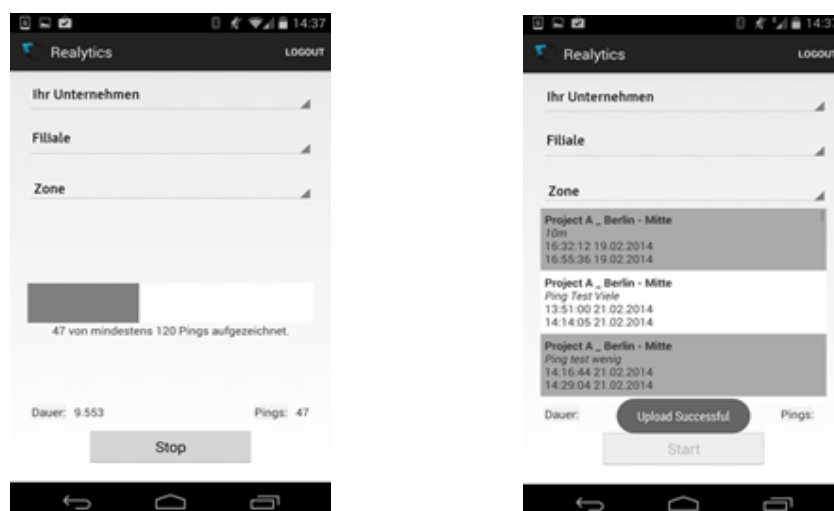 14:37
Realytics
LOGOUT
Ihr Unternehmen
Filiale
Zone
47 von mindestens 120 Pings aufgezeichnet.
Dauer: 9.553
Pings: 47
Stop
14:37
Realytics
LOGOUT
Ihr Unternehmen
Filiale
Zone
Project A _ Berlin - Mitte
10m
16:32:12 19.02.2014
16:55:36 19.02.2014
Project A _ Berlin - Mitte
Ping Test Viele
13:51:00 21.02.2014
14:14:05 21.02.2014
Project A _ Berlin - Mitte
Ping test wenig
14:16:44 21.02.2014
14:29:04 21.02.2014
Dauer:
Upload Successful
Pings:
Start